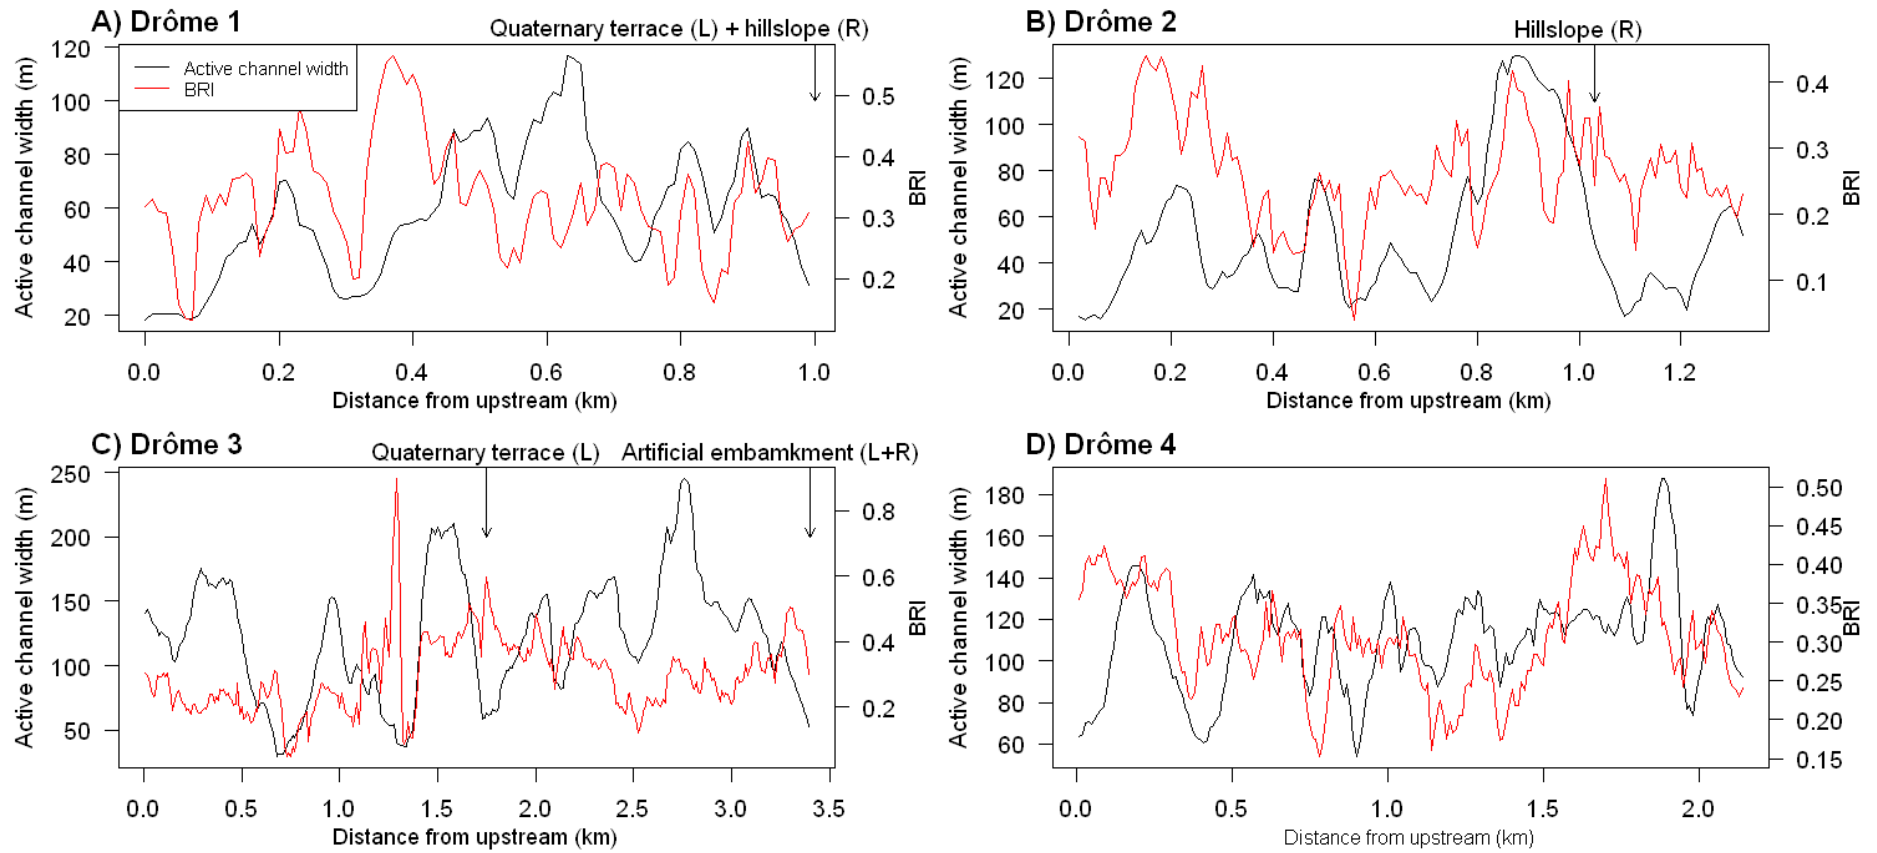 A) Drôme 1
Quaternary terrace (L) + hillslope (R)
Active channel width
BRI
Active channel width (m)
120
100
80
60
40
20
0.5
0.4
0.3
0.2
BRI
0.0 0.2 0.4 0.6 0.8 1.0
Distance from upstream (km)
B) Drôme 2
Hillslope (R)
Active channel width (m)
120
100
80
60
40
20
0.4
0.3
0.2
0.1
BRI
0.0 0.2 0.4 0.6 0.8 1.0 1.2
Distance from upstream (km)
C) Drôme 3
Quaternary terrace (L) Artificial embamkment (L+R)
Active channel width (m)
250
200
150
100
50
0.8
0.6
0.4
0.2
BRI
0.0 0.5 1.0 1.5 2.0 2.5 3.0 3.5
Distance from upstream (km)
D) Drôme 4
Active channel width (m)
180
160
140
120
100
80
60
0.50
0.45
0.40
0.35
0.30
0.25
0.20
0.15
BRI
0.0 0.5 1.0 1.5 2.0
Distance from upstream (km)